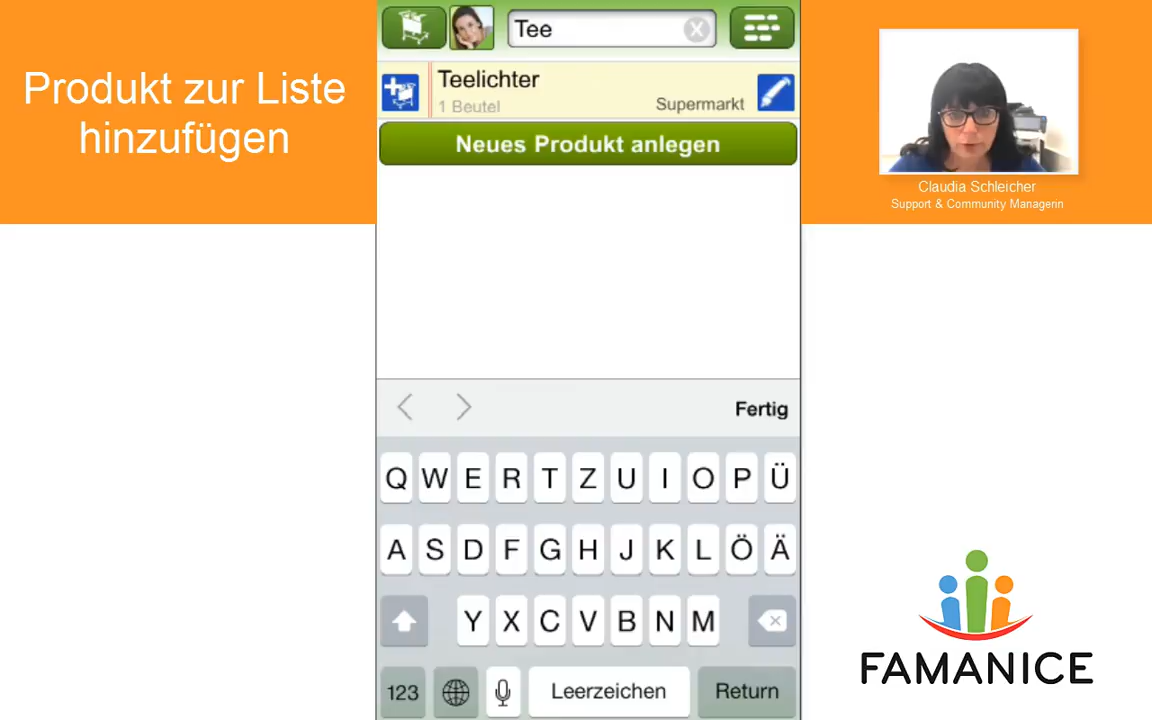 Produkt zur Liste
hinzufügen
Tee
Teelichter
1 Beutel
Supermarkt
Neues Produkt anlegen
Claudia Schleicher
Support & Community Managerin
Fertig
Q W E R T Z U I O P Ü
A S D F G H J K L Ö Ä
Y X C V B N M
123
Leerzeichen
Return
FAMANICE